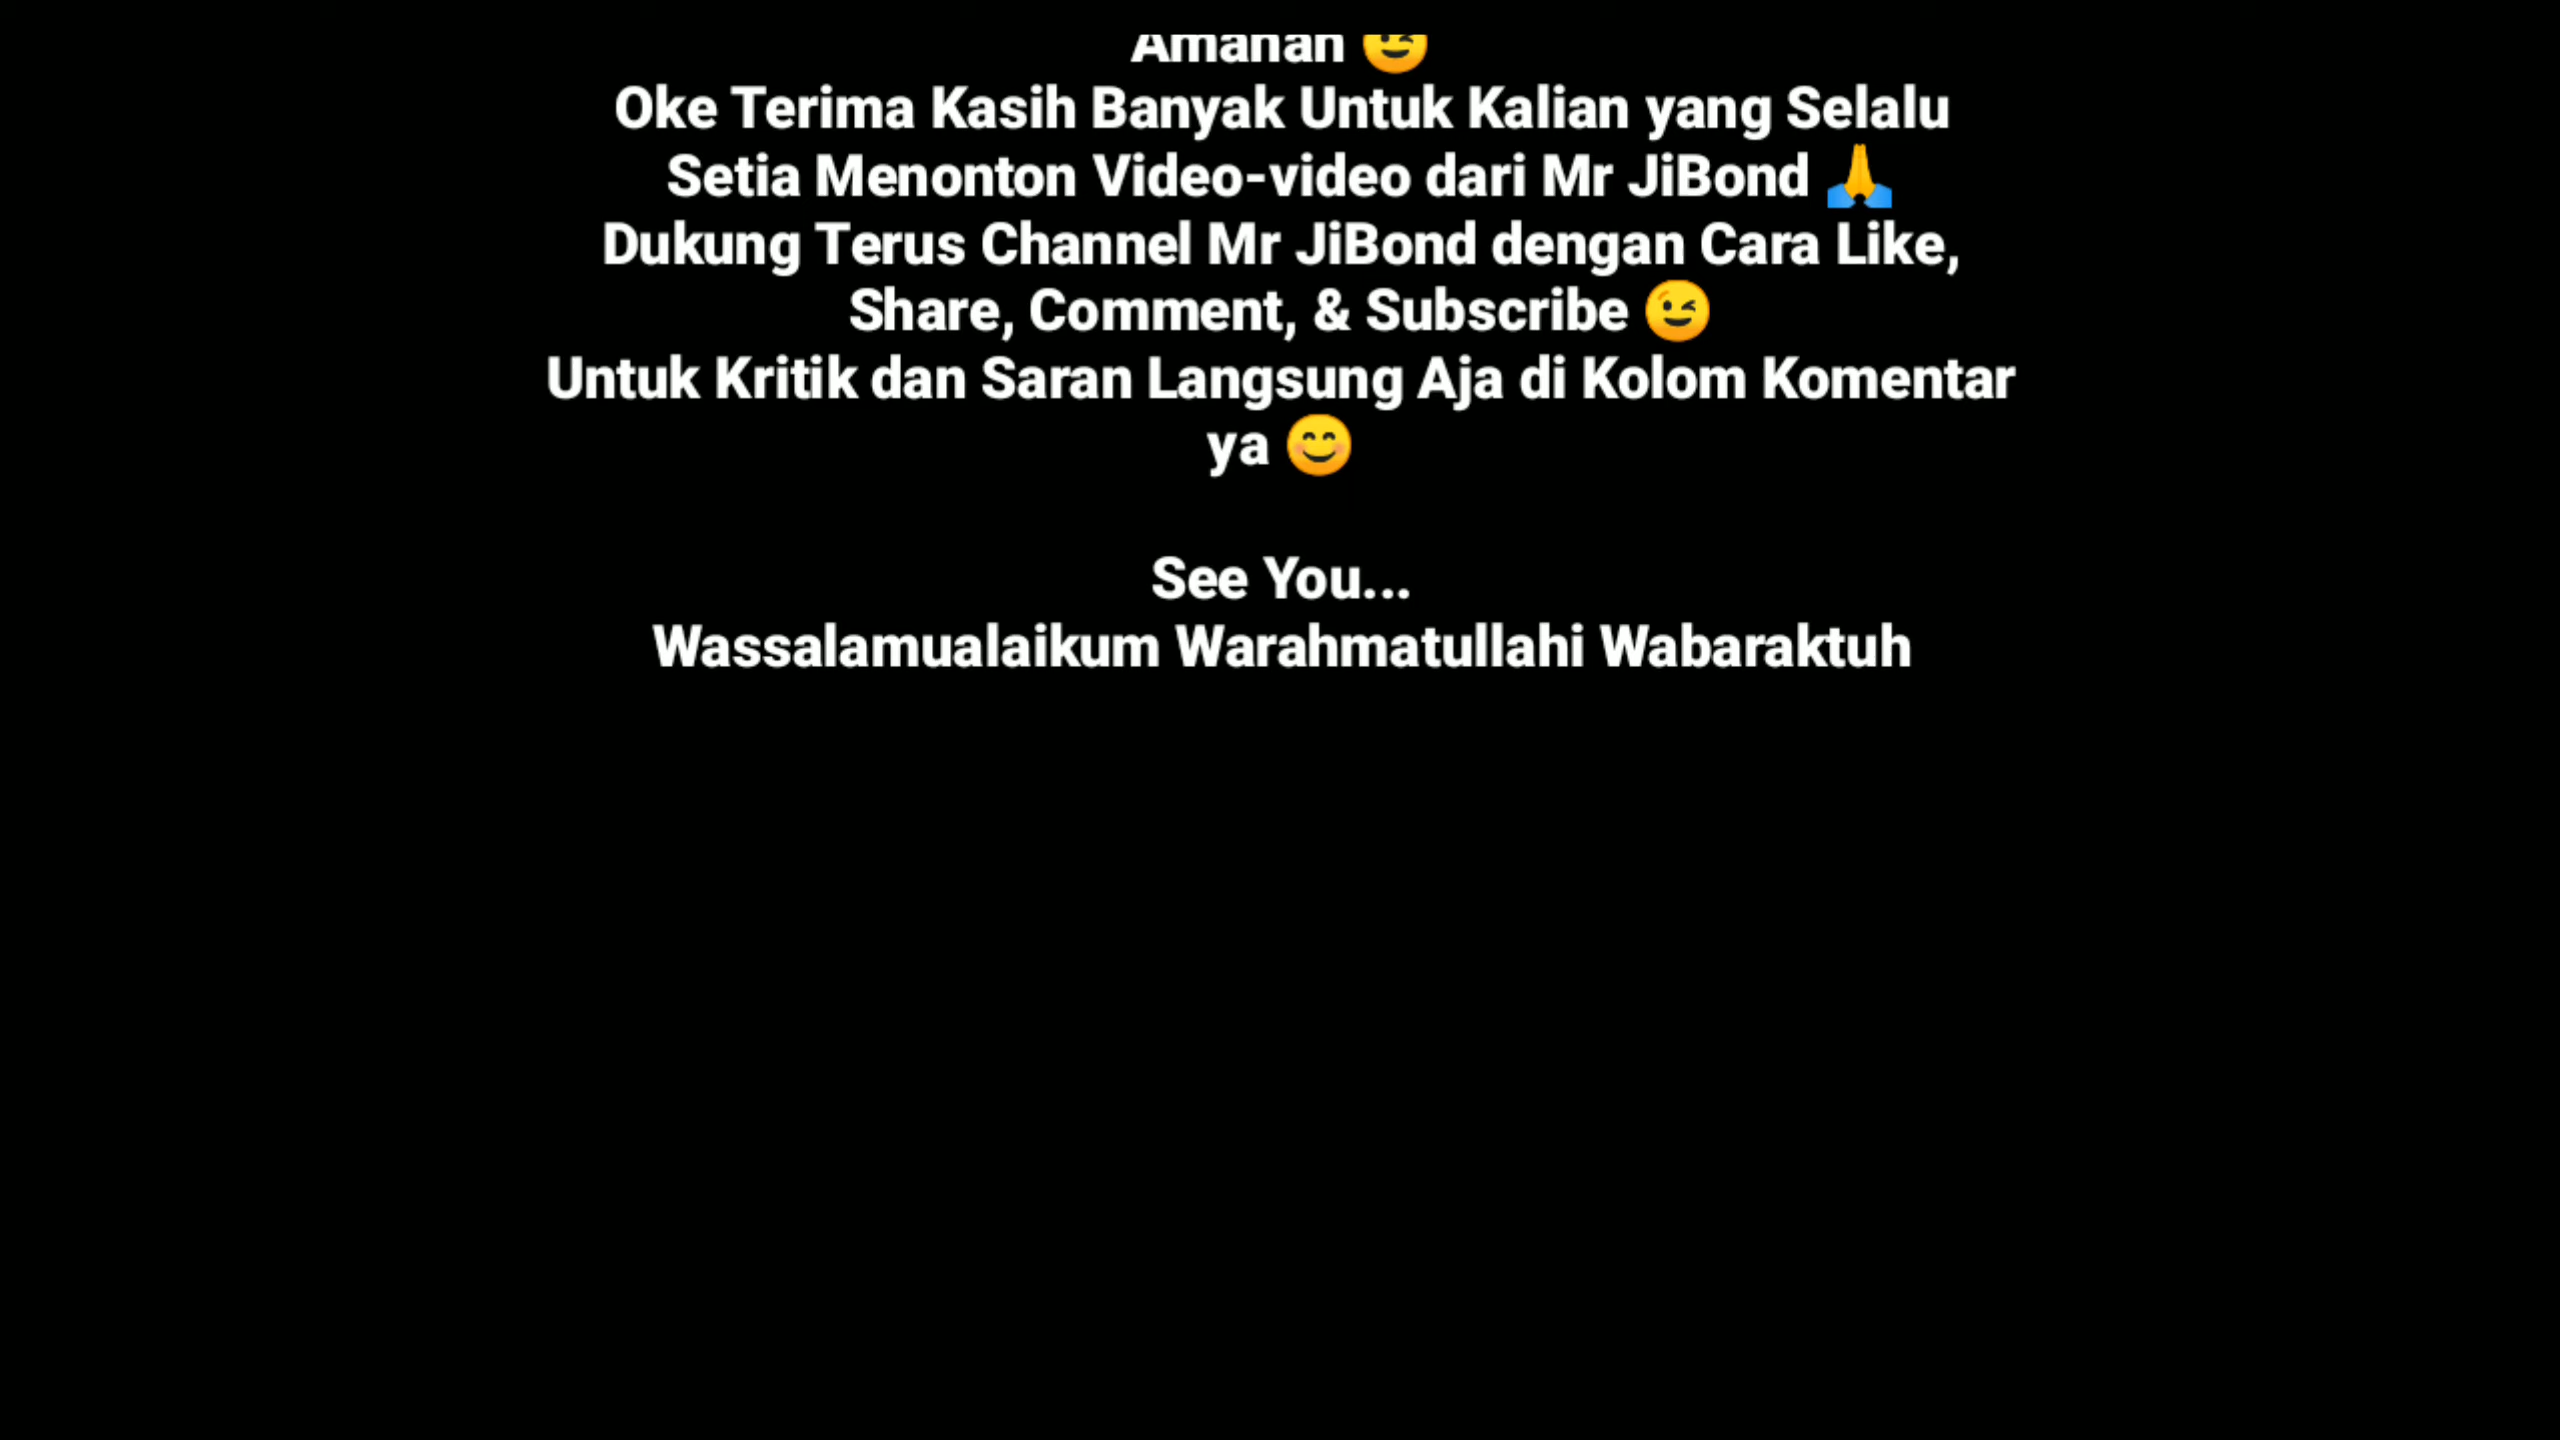 Amanah 😉
Oke Terima Kasih Banyak Untuk Kalian yang Selalu
Setia Menonton Video-video dari Mr JiBond 🙏
Dukung Terus Channel Mr JiBond dengan Cara Like,
Share, Comment, & Subscribe 😉
Untuk Kritik dan Saran Langsung Aja di Kolom Komentar
ya 😊
See You...
Wassalamualaikum Warahmatullahi Wabaraktuh